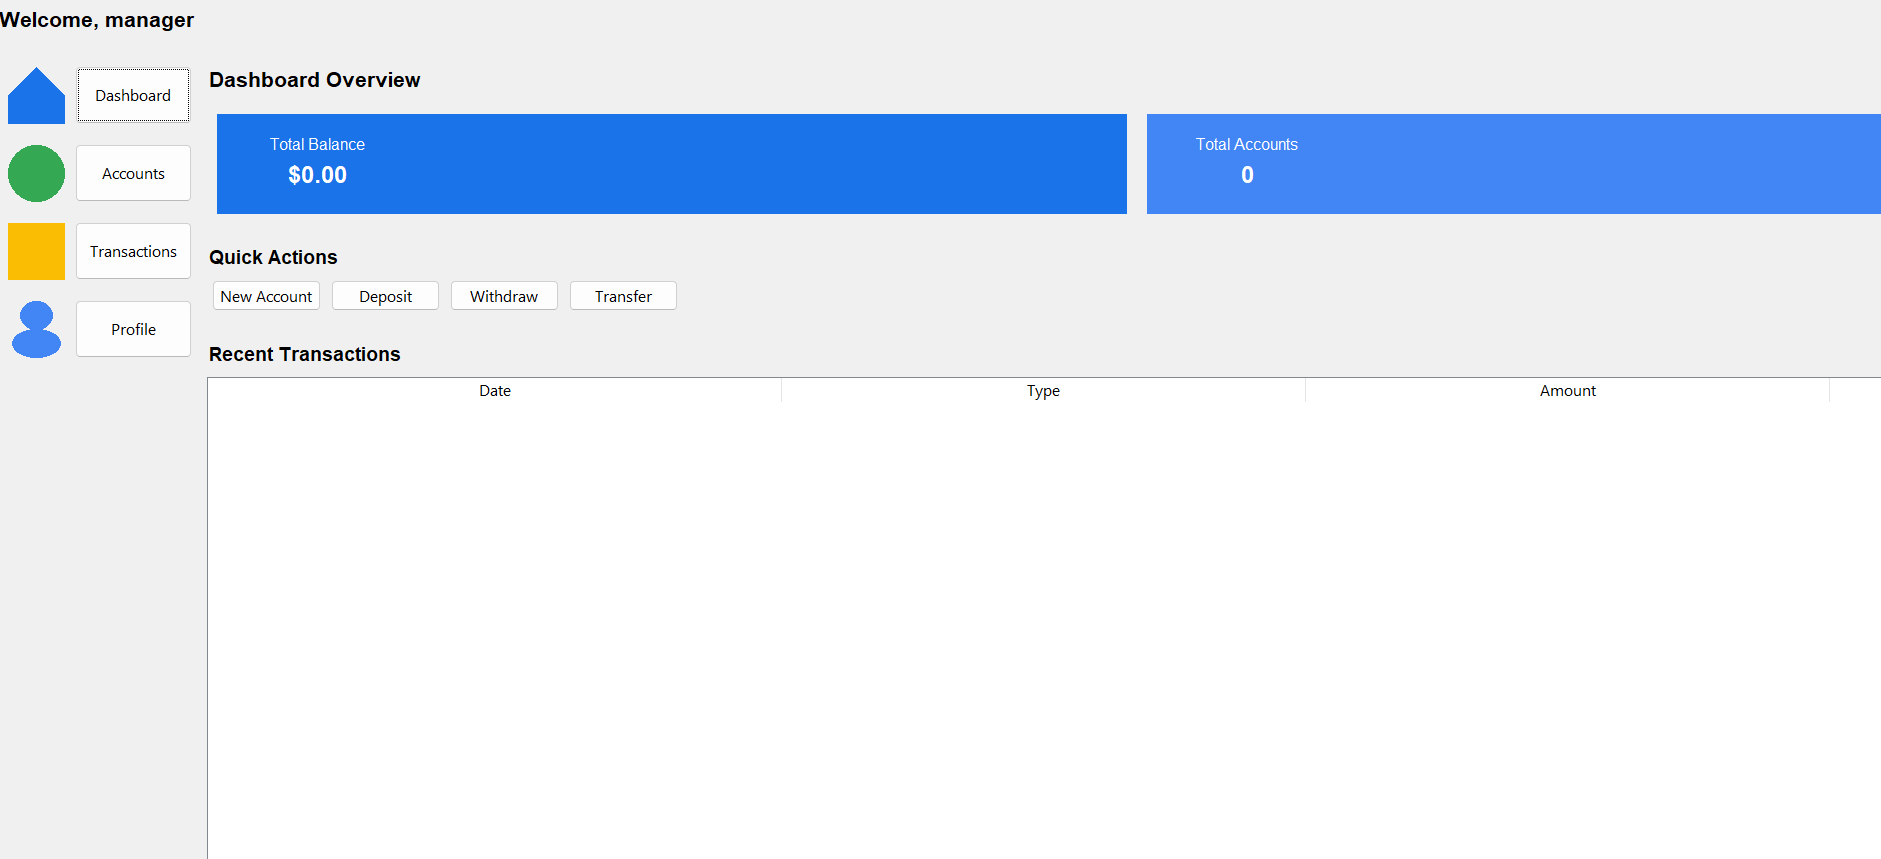 Welcome, manager
Dashboard
Accounts
Transactions
Profile
Dashboard Overview
Total Balance
$0.00
Total Accounts
0
Quick Actions
New Account Deposit Withdraw Transfer
Recent Transactions
Date Type Amount